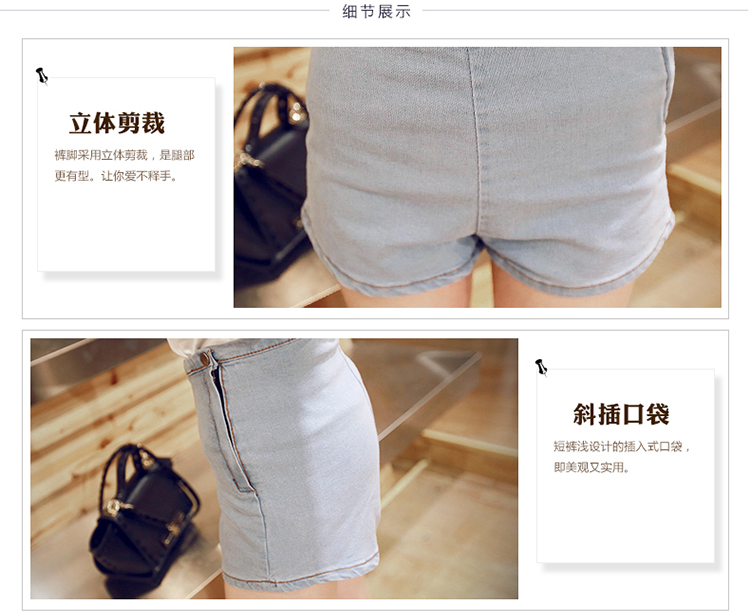 细节展示
立体剪裁
裤脚采用立体剪裁，是腿部
更有型。让你爱不释手。
斜插口袋
短裤浅设计的插入式口袋，
即美观又实用。